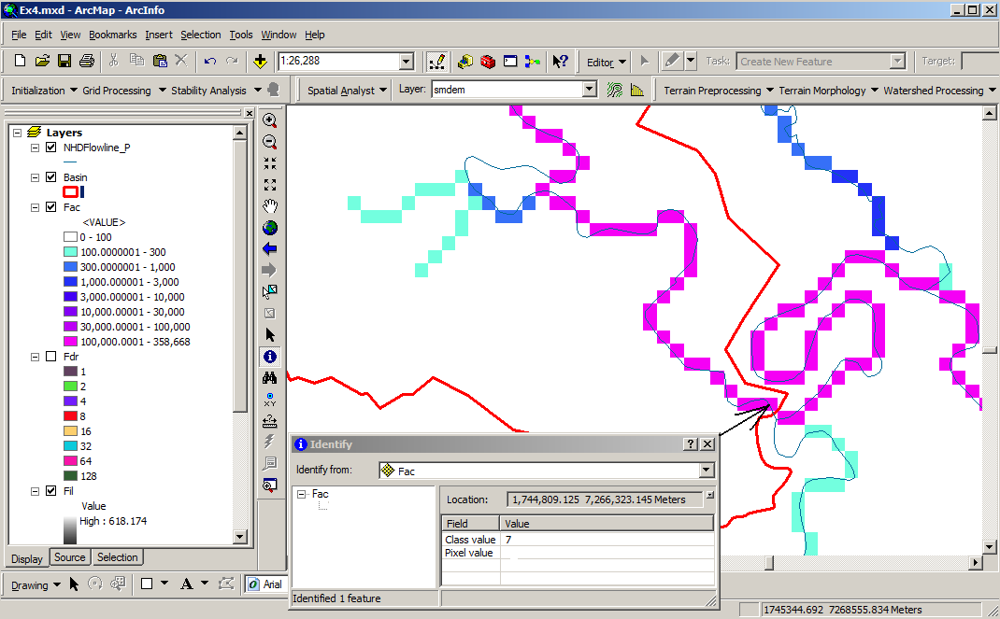 Ex4.mxd - ArcMap - ArcInfo
File Edit View Bookmarks Insert Selection Tools Window Help
1:26,288 Editor Task: Create New Feature Target:
Initialization Grid Processing Stability Analysis Spatial Analyst Layer: smdem Terrain Preprocessing Terrain Morphology Watershed Processing
Layers
NHDFlowline_P
Basin
Fac
<VALUE>
0 - 100
100.0000001 - 300
300.0000001 - 1,000
1,000.000001 - 3,000
3,000.000001 - 10,000
10,000.00001 - 30,000
30,000.00001 - 100,000
100,000.0001 - 358,668
Fdr
1
2
4
8
16
32
64
128
Fil
Value
High : 618.174
Display Source Selection
Identify
Identify from: Fac
Fac
Location: 1,744,809.125 7,266,323.145 Meters
Field Value
Class value 7
Pixel value
Identified 1 feature
Drawing A Arial
1745344.692 7268555.834 Meters